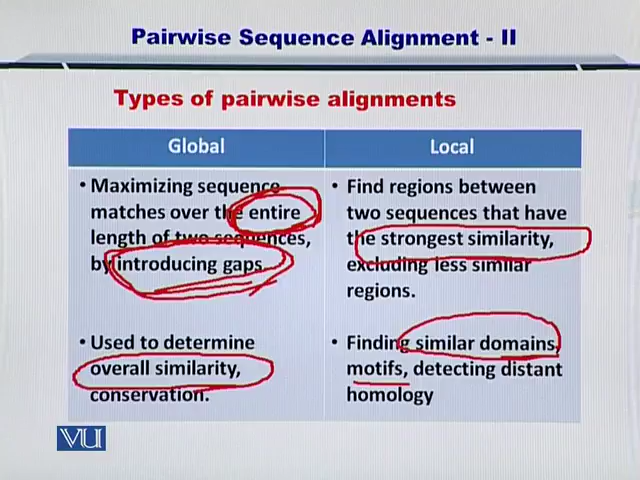 Pairwise Sequence Alignment - II
Types of pairwise alignments
Global
• Maximizing sequence
matches over the entire
length of two sequences,
by introducing gaps.
• Used to determine
overall similarity,
conservation.
Local
• Find regions between
two sequences that have
the strongest similarity,
excluding less similar
regions.
• Finding similar domains,
motifs, detecting distant
homology
VU